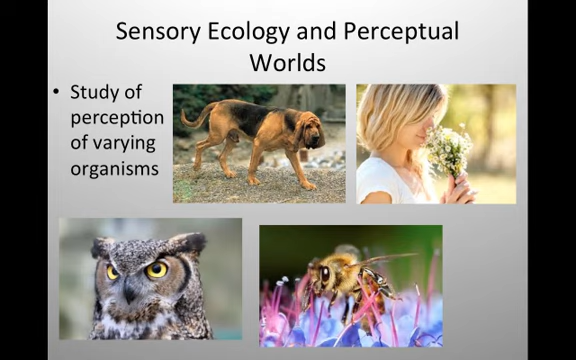 Sensory Ecology and Perceptual
Worlds
• Study of
perception
of varying
organisms